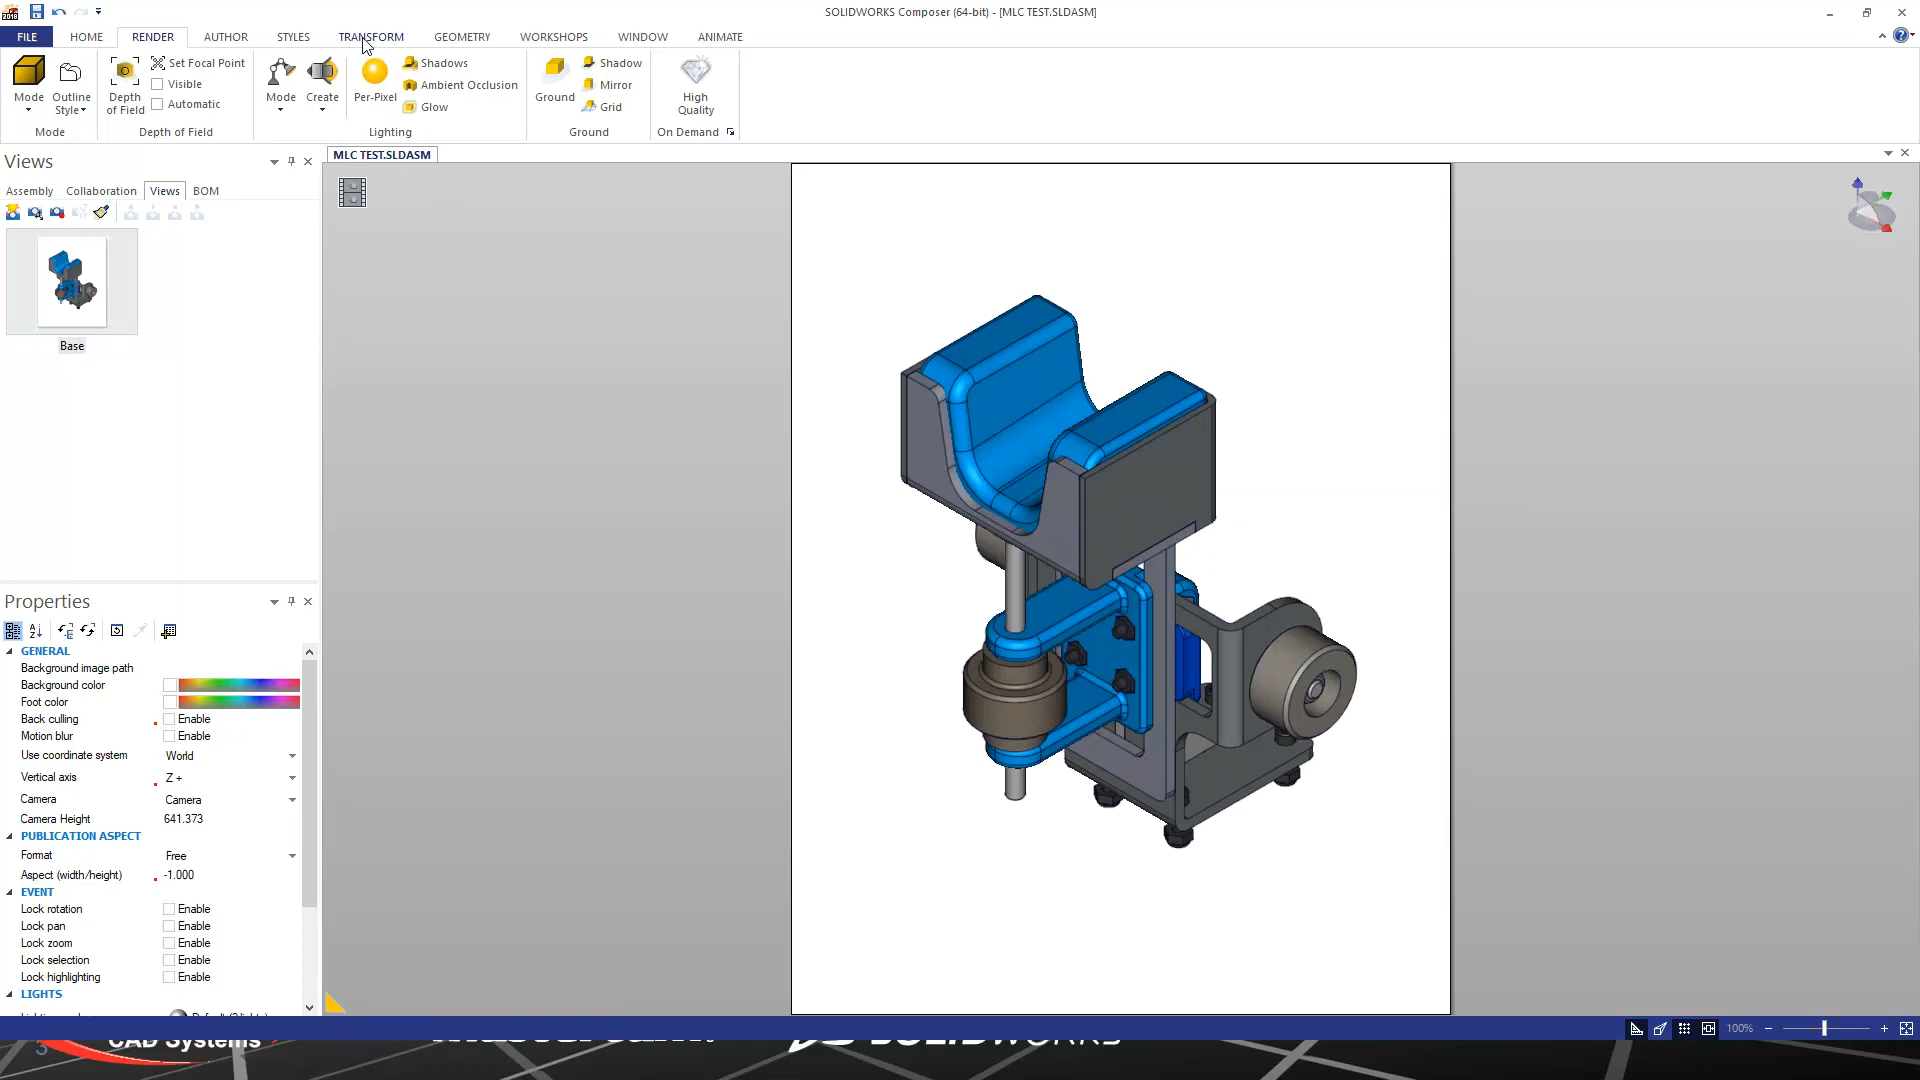 SOLIDWORKS Composer (64-bit) - [MLC TEST.SLDASM]
FILE HOME RENDER AUTHOR STYLES TRANSFORM GEOMETRY WORKSHOPS WINDOW ANIMATE
Mode Outline Style
Mode
Depth of Field
Set Focal Point
Visible
Automatic
Depth of Field
Mode Create Per-Pixel
Shadows
Ambient Occlusion
Glow
Lighting
Ground
Shadow
Mirror
Grid
Ground
High Quality
On Demand
Views
MLC TEST.SLDASM
Assembly Collaboration Views BOM
Base
Properties
GENERAL
Background image path
Background color
Foot color
Back culling Enable
Motion blur Enable
Use coordinate system World
Vertical axis Z +
Camera Camera
Camera Height 641.373
PUBLICATION ASPECT
Format Free
Aspect (width/height) -1.000
EVENT
Lock rotation Enable
Lock pan Enable
Lock zoom Enable
Lock selection Enable
Lock highlighting Enable
LIGHTS
100%
CAD Systems
SOLIDWORKS
3